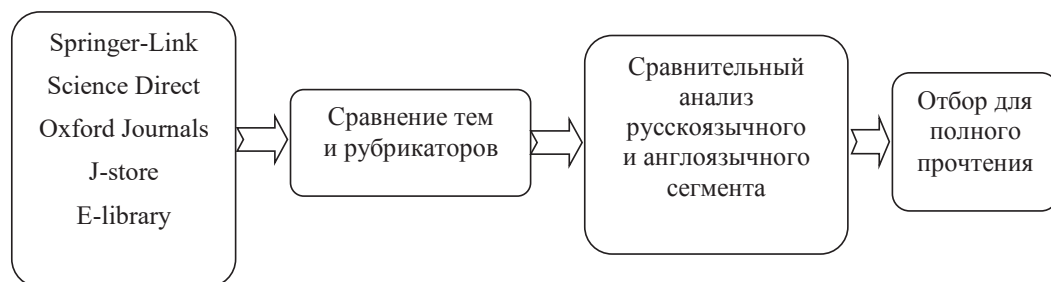 Springer-Link
Science Direct
Oxford Journals
J-store
E-library
Сравнение тем
и рубрикаторов
Сравнительный
анализ
русскоязычного
и англоязычного
сегмента
Отбор для
полного
прочтения